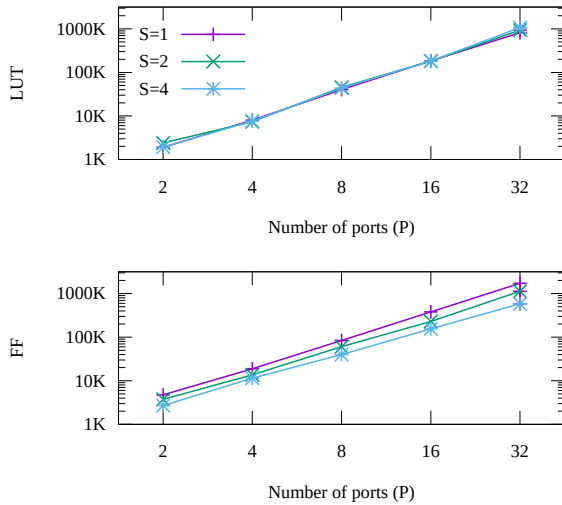 1000K
100K
10K
1K
LUT
S=1
S=2
S=4
2 4 8 16 32
Number of ports (P)
1000K
100K
10K
1K
FF
2 4 8 16 32
Number of ports (P)